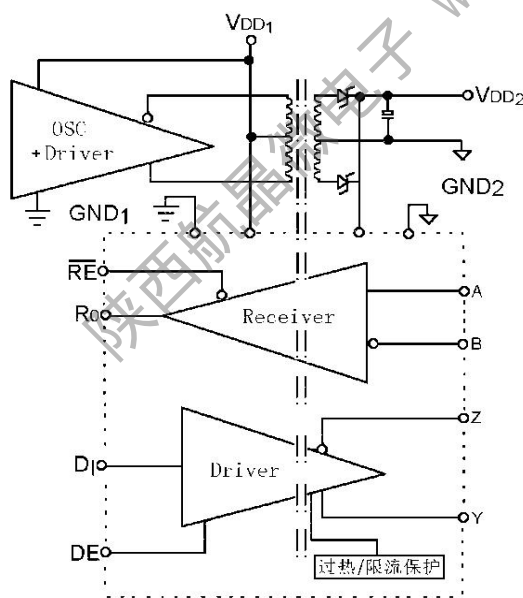 VDD1
OSC
+Driver
VDD2
GND1
GND2
RE
RO
Receiver
A
B
Z
DI
Driver
Y
DE
过热/限流保护
陕西航晶微电子 W